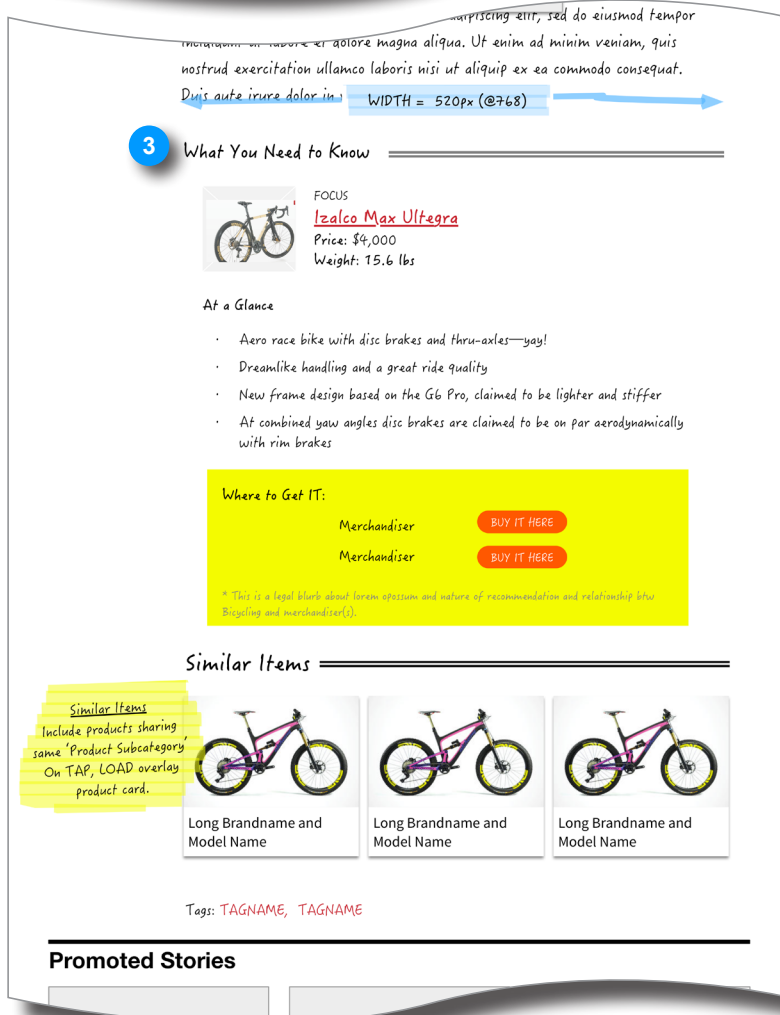 adipiscing elit, sed do eiusmod tempor
incididunt ut labore et dolore magna aliqua. Ut enim ad minim veniam, quis
nostrud exercitation ullamco laboris nisi ut aliquip ex ea commodo consequat.
Duis aute irure dolor in
WIDTH = 520px (@768)
3
What You Need to Know
FOCUS
Izalco Max Ultegra
Price: $4,000
Weight: 15.6 lbs
At a Glance
· Aero race bike with disc brakes and thru-axles—yay!
· Dreamlike handling and a great ride quality
· New frame design based on the G6 Pro, claimed to be lighter and stiffer
· At combined yaw angles disc brakes are claimed to be on par aerodynamically
with rim brakes
Where to Get IT:
Merchandiser BUY IT HERE
Merchandiser BUY IT HERE
* This is a legal blurb about lorem opossum and nature of recommendation and relationship btw
Bicycling and merchandiser(s).
Similar Items
Similar Items
Include products sharing
same 'Product Subcategory'
On TAP, LOAD overlay
product card.
Long Brandname and
Model Name
Long Brandname and
Model Name
Long Brandname and
Model Name
Tags: TAGNAME, TAGNAME
Promoted Stories